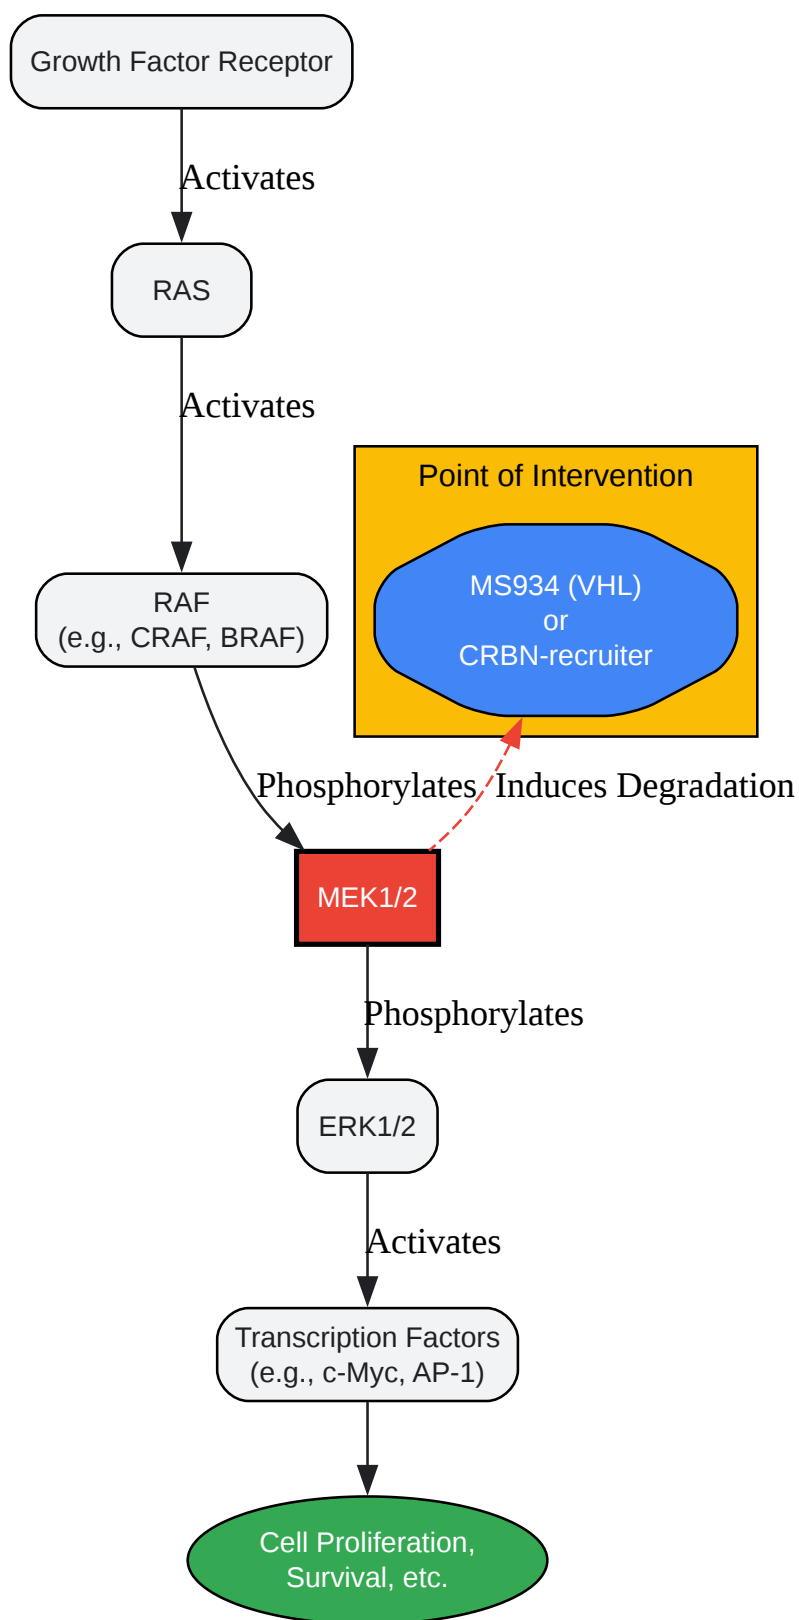 Growth Factor Receptor
Activates
RAS
Activates
Point of Intervention
MS934 (VHL)
or
CRBN-recruiter
RAF
(e.g., CRAF, BRAF)
Phosphorylates
Induces Degradation
MEK1/2
Phosphorylates
ERK1/2
Activates
Transcription Factors
(e.g., c-Myc, AP-1)
Cell Proliferation,
Survival, etc.